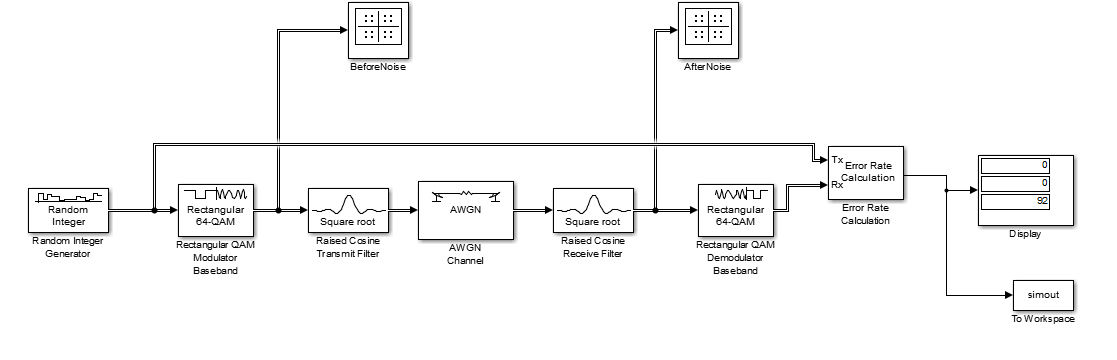 BeforeNoise
AfterNoise
Random
Integer
Random Integer
Generator
Rectangular
64-QAM
Rectangular QAM
Modulator
Baseband
Square root
Raised Cosine
Transmit Filter
AWGN
AWGN
Channel
Square root
Raised Cosine
Receive Filter
Rectangular
64-QAM
Rectangular QAM
Demodulator
Baseband
Tx
Rx
Error Rate
Calculation
Error Rate
Calculation
0
0
92
Display
simout
To Workspace